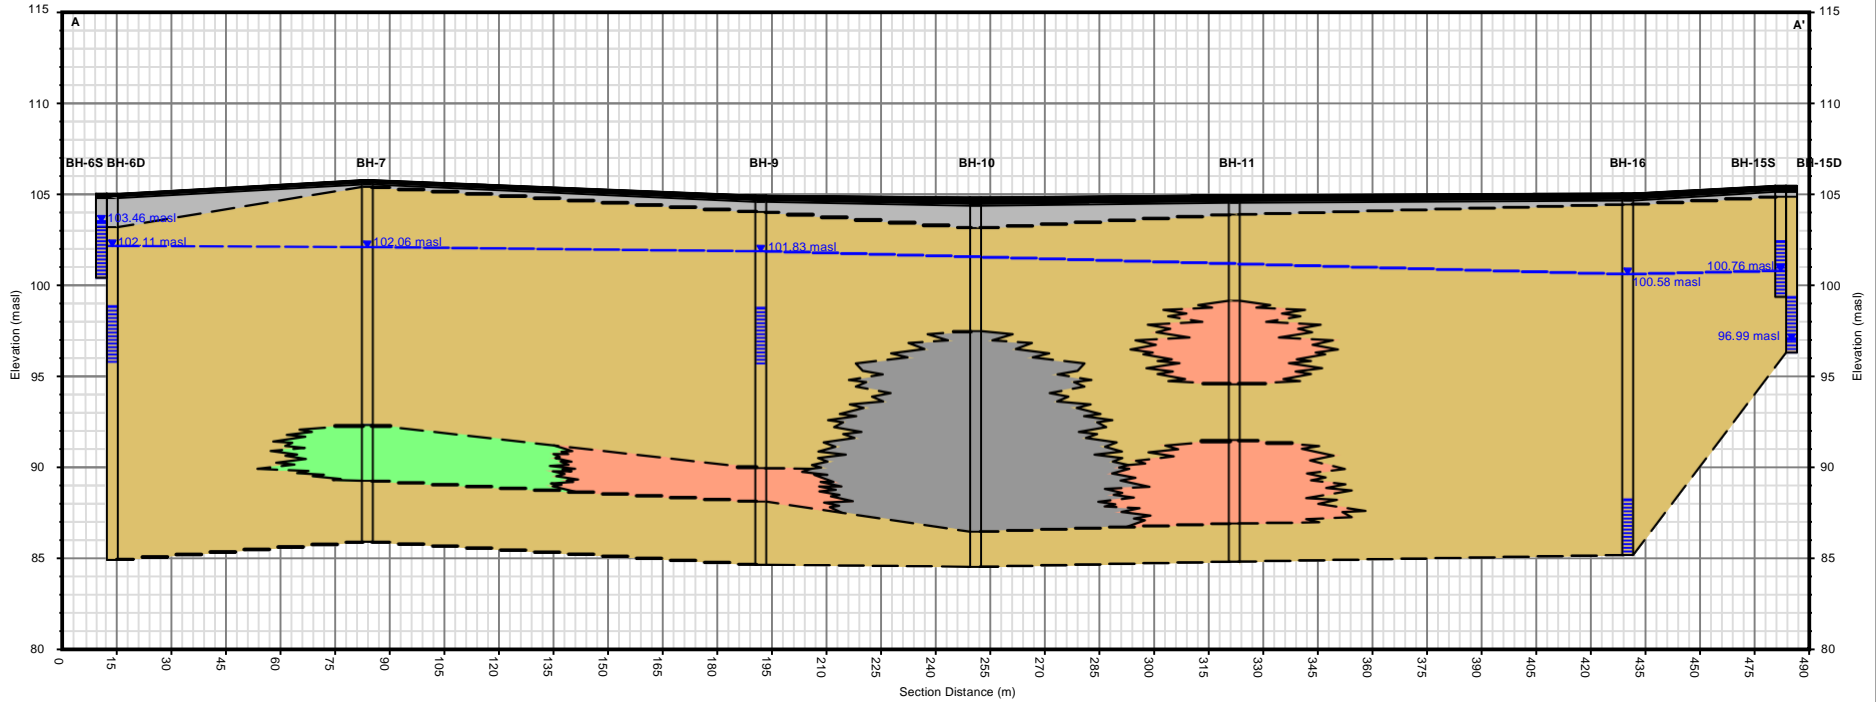 115
115
A
A'
110
110
BH-6S
BH-6D
BH-7
BH-9
BH-10
BH-11
BH-16
BH-15S
BH-15D
105
105
103.46 masl
102.11 masl
102.06 masl
101.83 masl
100.76 masl
100.58 masl
100
100
96.99 masl
Elevation (masl)
Elevation (masl)
95
95
90
90
85
85
80
80
0
15
30
45
60
75
90
105
120
135
150
165
180
195
210
225
240
255
270
285
300
315
330
345
360
375
390
405
420
435
450
475
490
Section Distance (m)